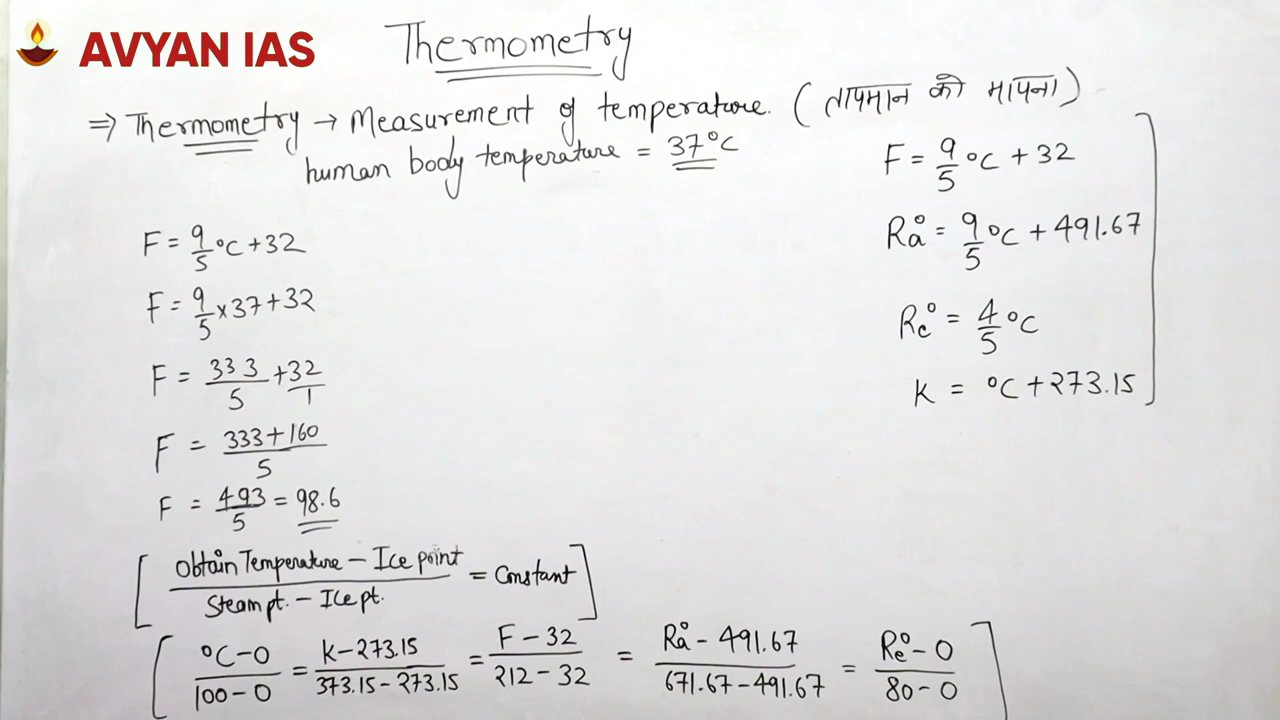 AVYAN IAS
Thermometry
⇒ Thermometry → Measurement of temperature. (तापमान को मापना)
human body temperature = 37°C
F = 9/5 °C + 32
F = 9/5 × 37 + 32
F = 333/5 + 32/1
F = 333+160/5
F = 493/5 = 98.6
F = 9/5 °C + 32
Ra° = 9/5 °C + 491.67
Re° = 4/5 °C
K = °C + 273.15
[ Obtain Temperature − Ice point / Steam pt. − Ice pt. = Constant ]
[ °C−0 / 100−0 = K−273.15 / 373.15−273.15 = F−32 / 212−32 = Ra°−491.67 / 671.67−491.67 = Re°−0 / 80−0 ]